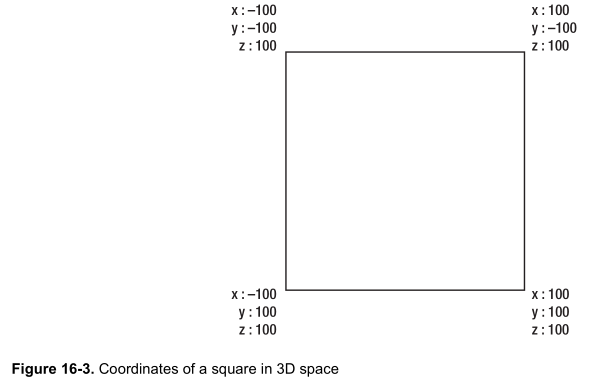 x : –100
y : –100
z : 100
x : 100
y : –100
z : 100
x : –100
y : 100
z : 100
x : 100
y : 100
z : 100
Figure 16-3. Coordinates of a square in 3D space